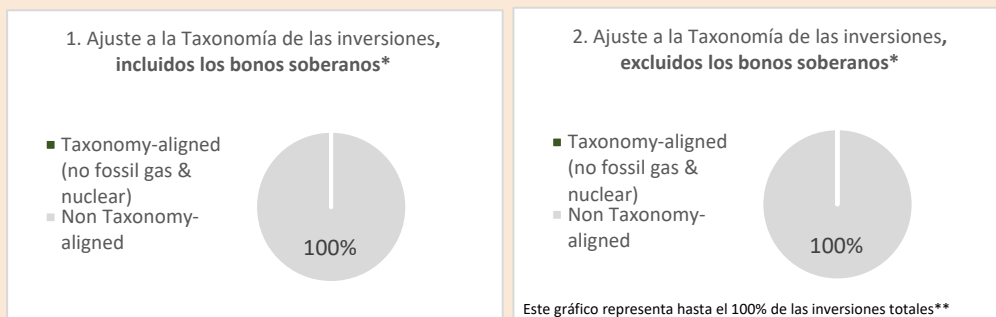 1. Ajuste a la Taxonomía de las inversiones,
incluidos los bonos soberanos*
Taxonomy-aligned
(no fossil gas &
nuclear)
Non Taxonomy-
aligned
100%
2. Ajuste a la Taxonomía de las inversiones,
excluidos los bonos soberanos*
Taxonomy-aligned
(no fossil gas &
nuclear)
Non Taxonomy-
aligned
100%
Este gráfico representa hasta el 100% de las inversiones totales**